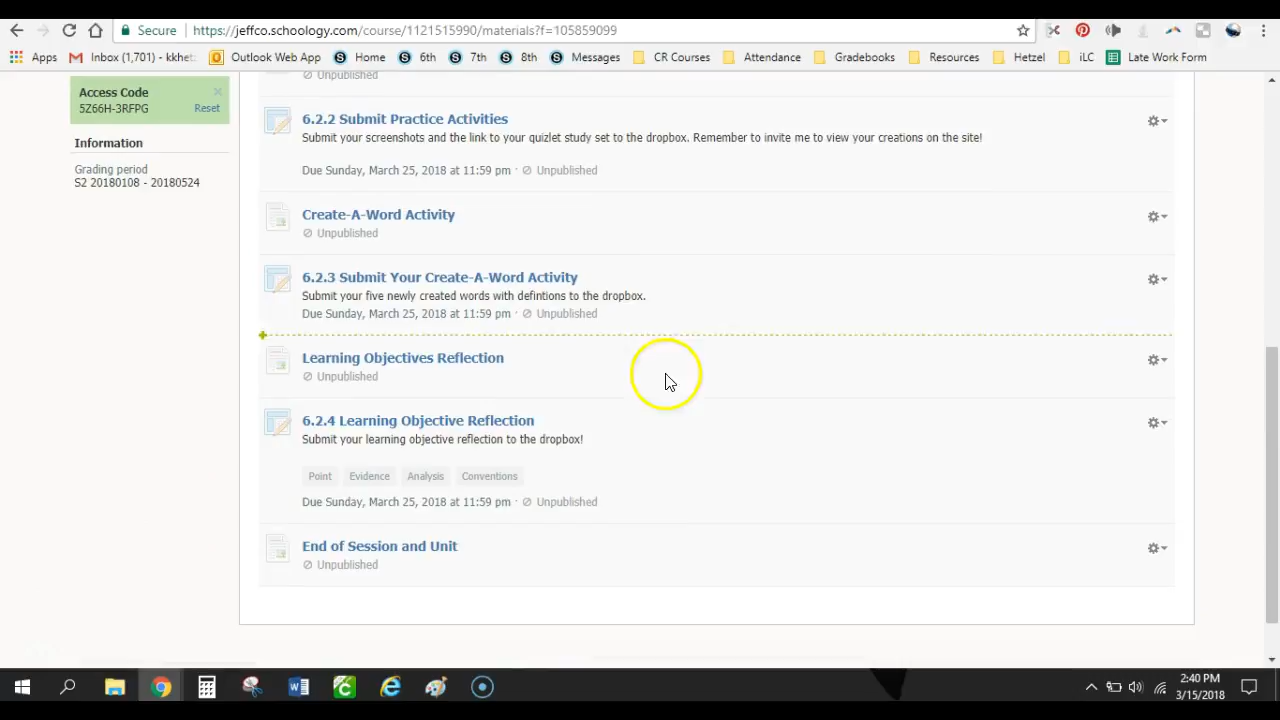 Secure
https://jeffco.schoology.com/course/1121515990/materials?f=105859099
Apps
Inbox (1,701) - kkhet
Outlook Web App
Home
6th
7th
8th
Messages
CR Courses
Attendance
Gradebooks
Resources
Hetzel
iLC
Late Work Form
Access Code
5Z66H-3RFPG
Reset
Information
Grading period
S2 20180108 - 20180524
Unpublished
6.2.2 Submit Practice Activities
Submit your screenshots and the link to your quizlet study set to the dropbox. Remember to invite me to view your creations on the site!
Due Sunday, March 25, 2018 at 11:59 pm · Unpublished
Create-A-Word Activity
Unpublished
6.2.3 Submit Your Create-A-Word Activity
Submit your five newly created words with defintions to the dropbox.
Due Sunday, March 25, 2018 at 11:59 pm · Unpublished
Learning Objectives Reflection
Unpublished
6.2.4 Learning Objective Reflection
Submit your learning objective reflection to the dropbox!
Point
Evidence
Analysis
Conventions
Due Sunday, March 25, 2018 at 11:59 pm · Unpublished
End of Session and Unit
Unpublished
2:40 PM
3/15/2018